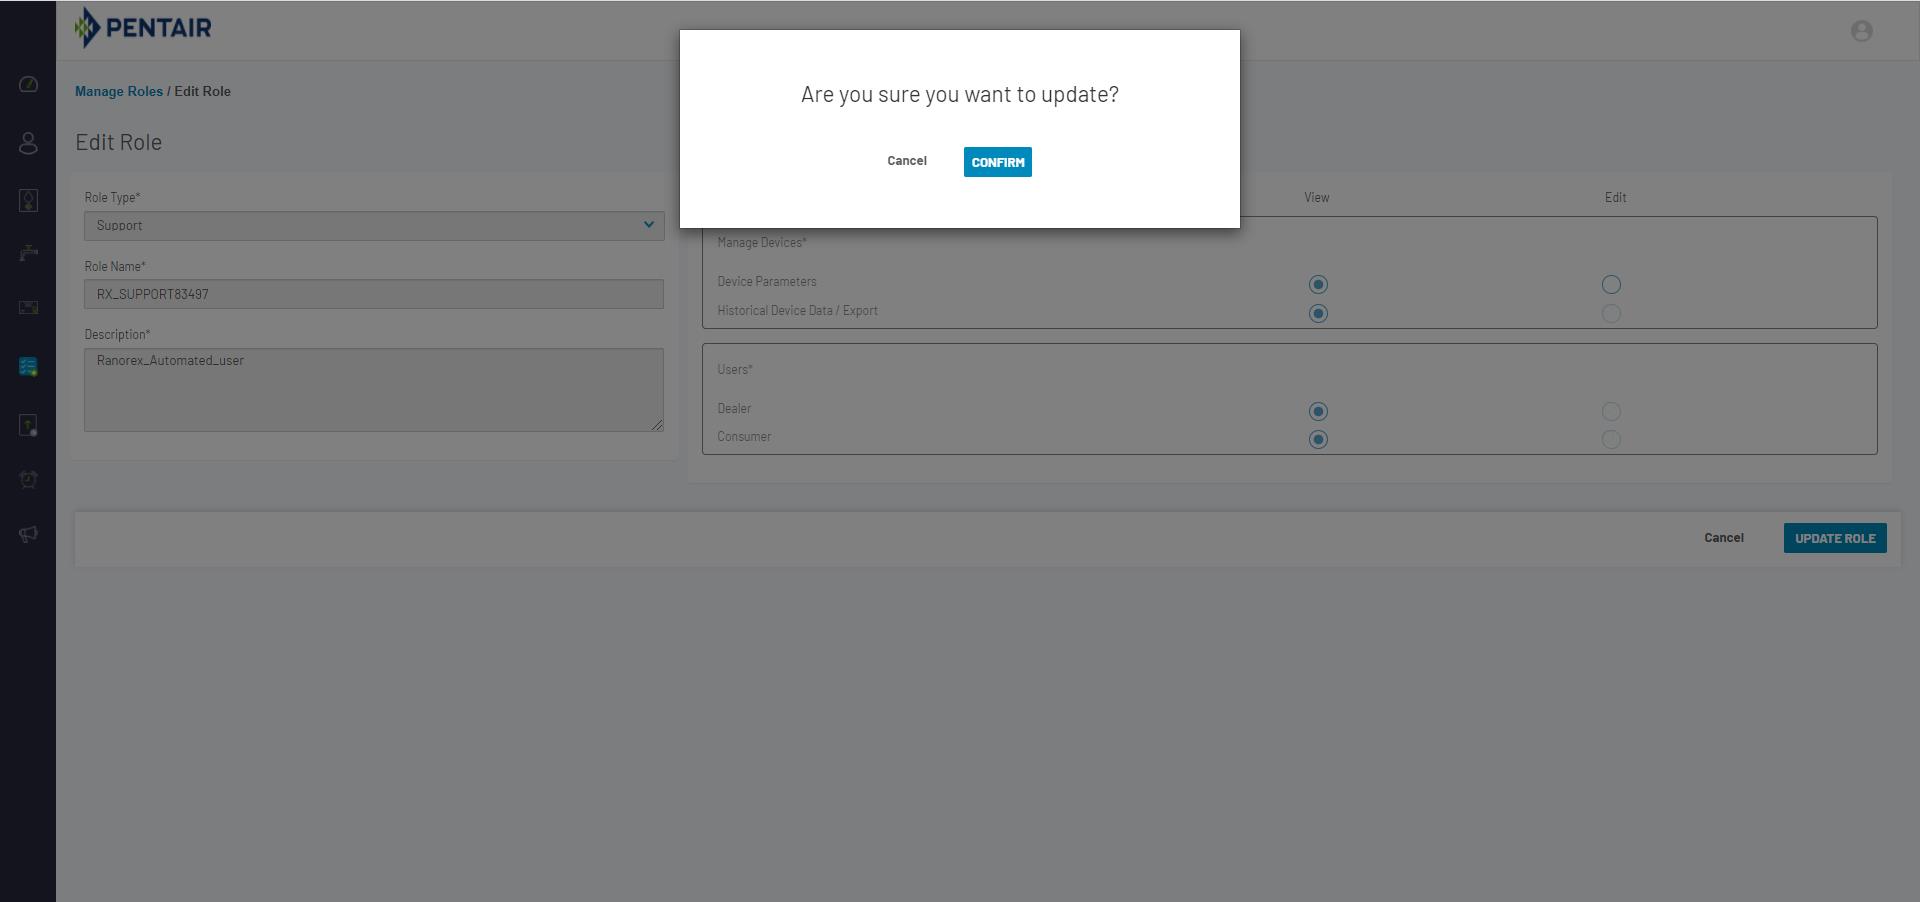 PENTAIR
Manage Roles / Edit Role
Edit Role
Are you sure you want to update?
Cancel
CONFIRM
Role Type*
Support
Role Name*
RX_SUPPORT83497
Description*
Ranorex_Automated_user
View
Edit
Manage Devices*
Device Parameters
Historical Device Data / Export
Users*
Dealer
Consumer
Cancel
UPDATE ROLE